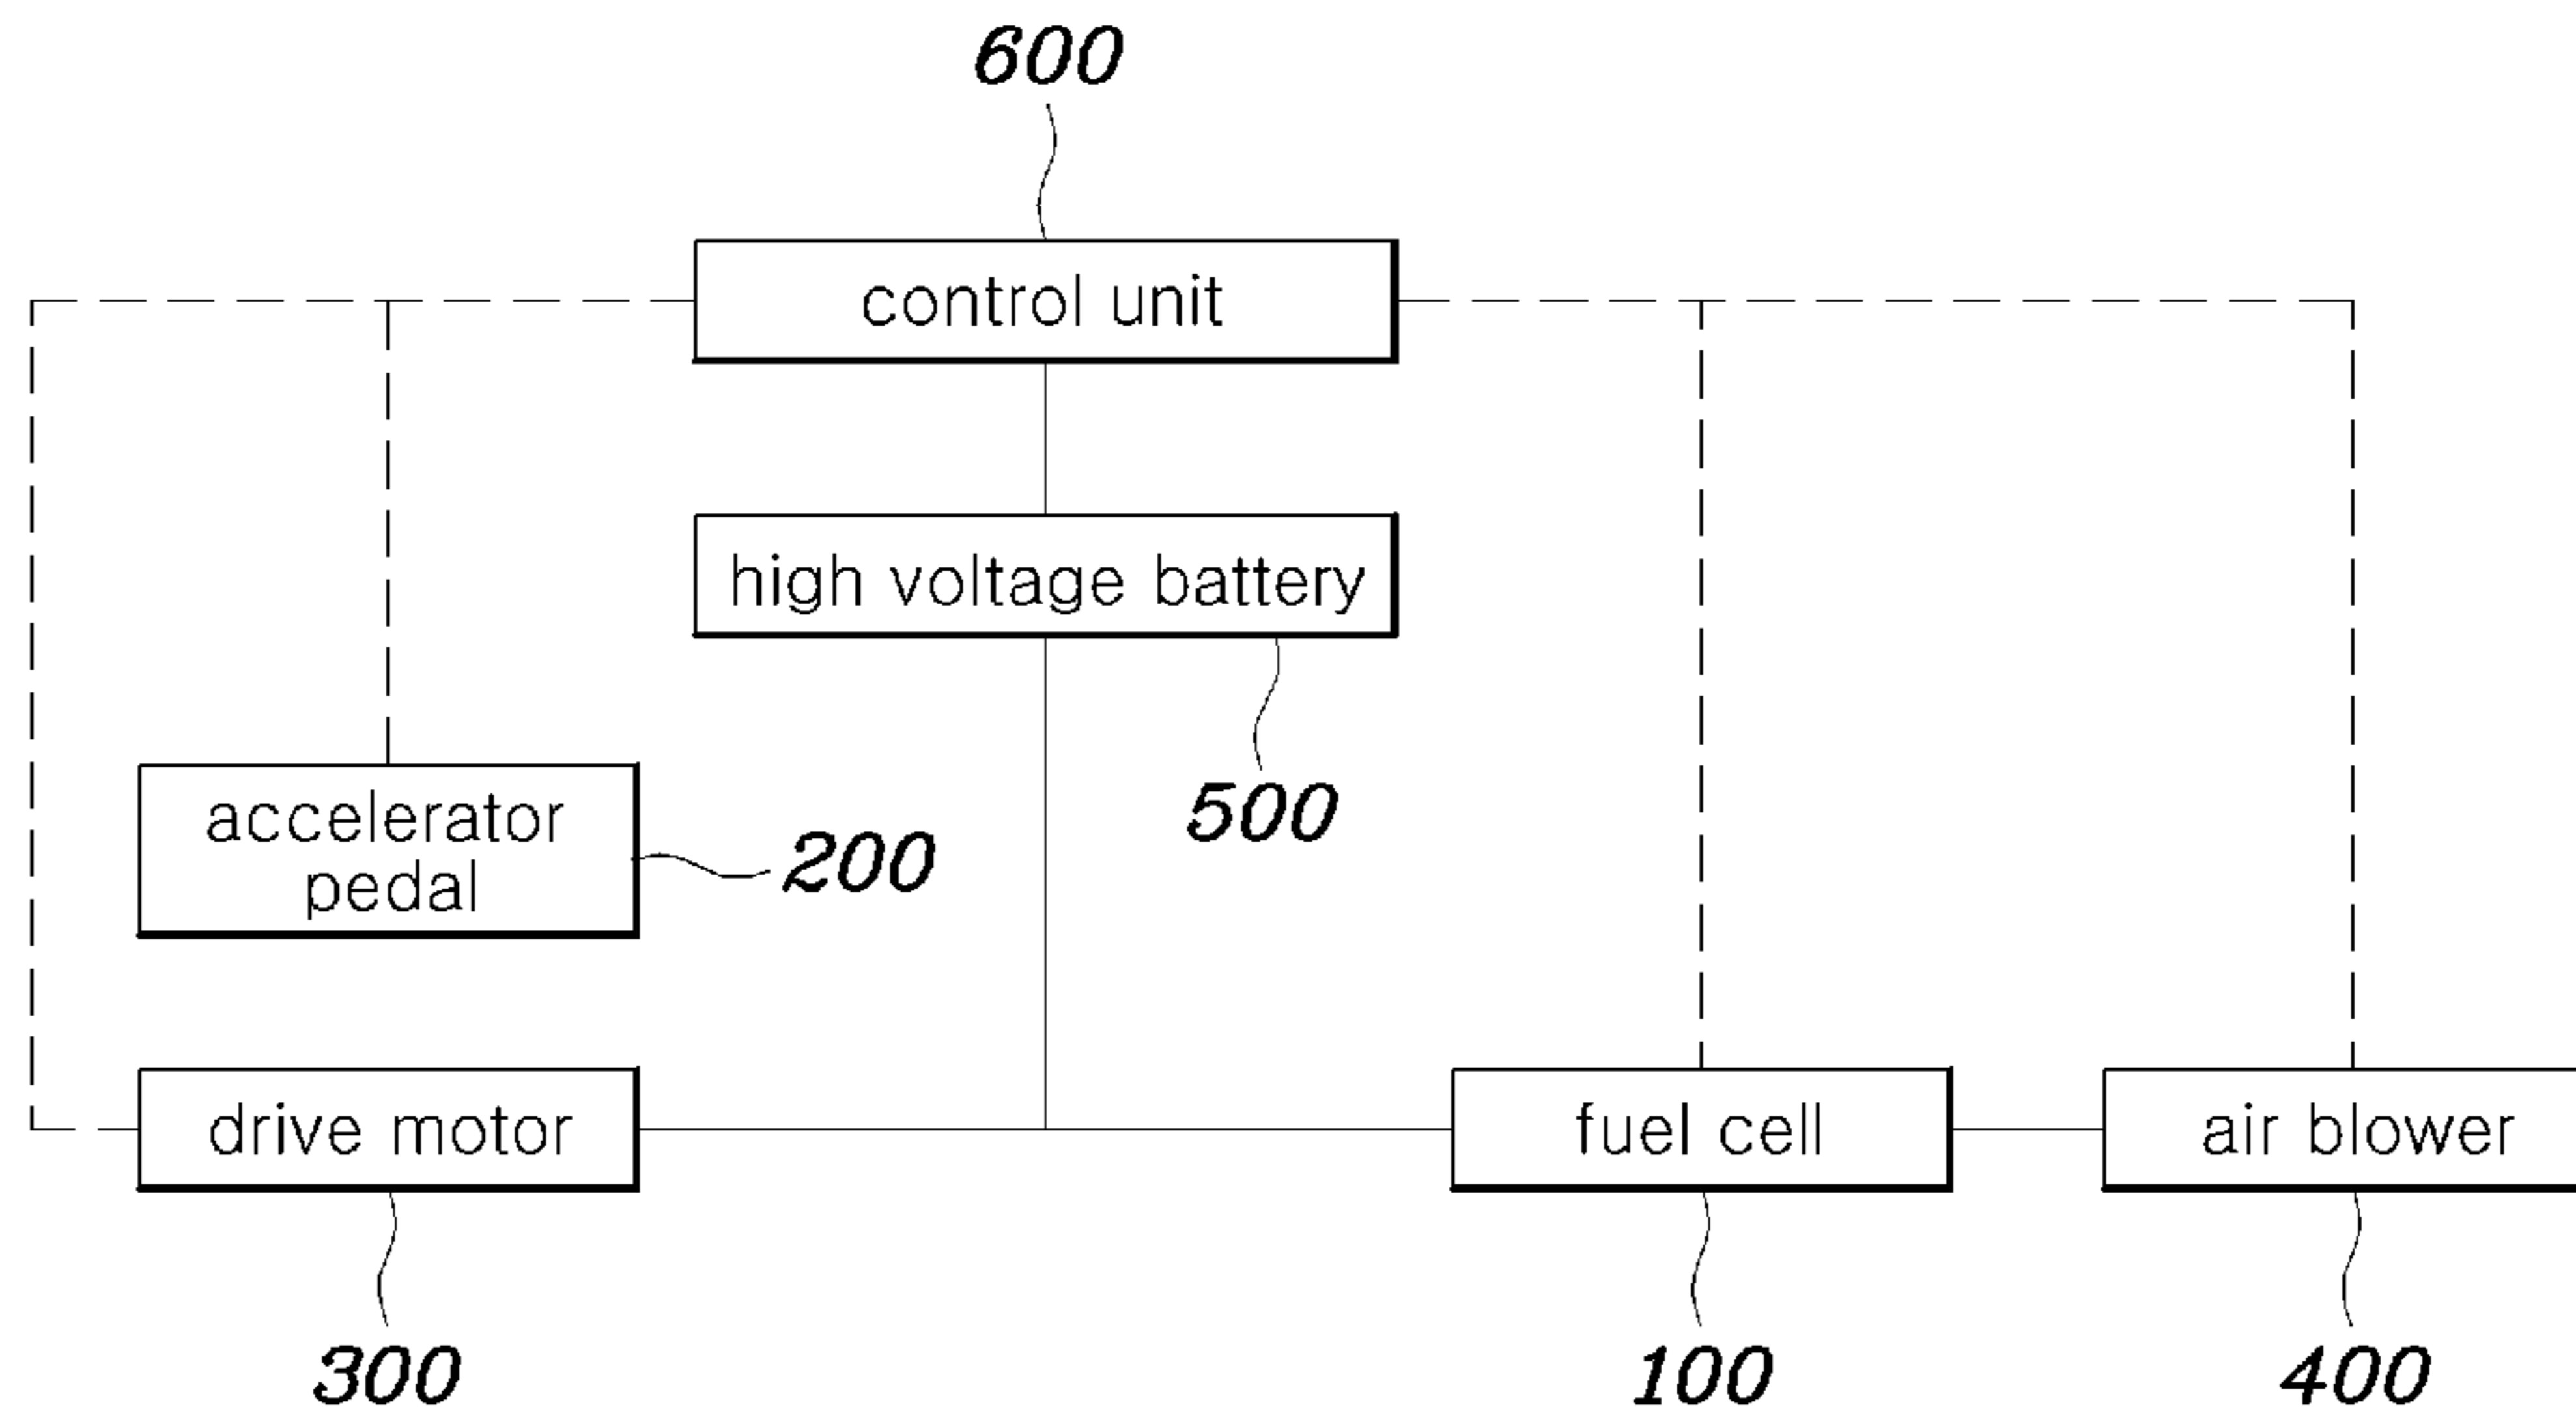 600
control unit
high voltage battery
500
accelerator
pedal
200
drive motor
fuel cell
air blower
300
100
400